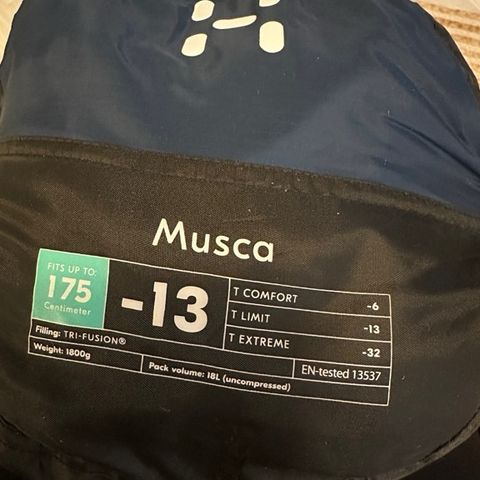 Musca
FITS UP TO:
175
Centimeter
-13
T COMFORT -6
T LIMIT -13
T EXTREME -32
Filling: TRI-FUSION®
EN-tested 13537
Weight: 1800g
Pack volume: 18L (uncompressed)